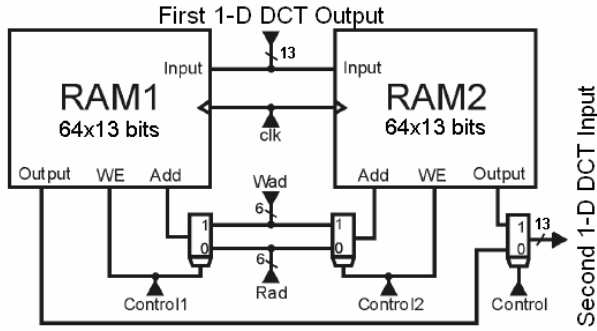 First 1-D DCT Output
13
Input
Input
RAM1
64x13 bits
RAM2
64x13 bits
clk
Output
WE
Add
Add
WE
Output
Wad
6
1
0
1
0
6
Rad
1
0
13
Control1
Control2
Control
Second 1-D DCT Input